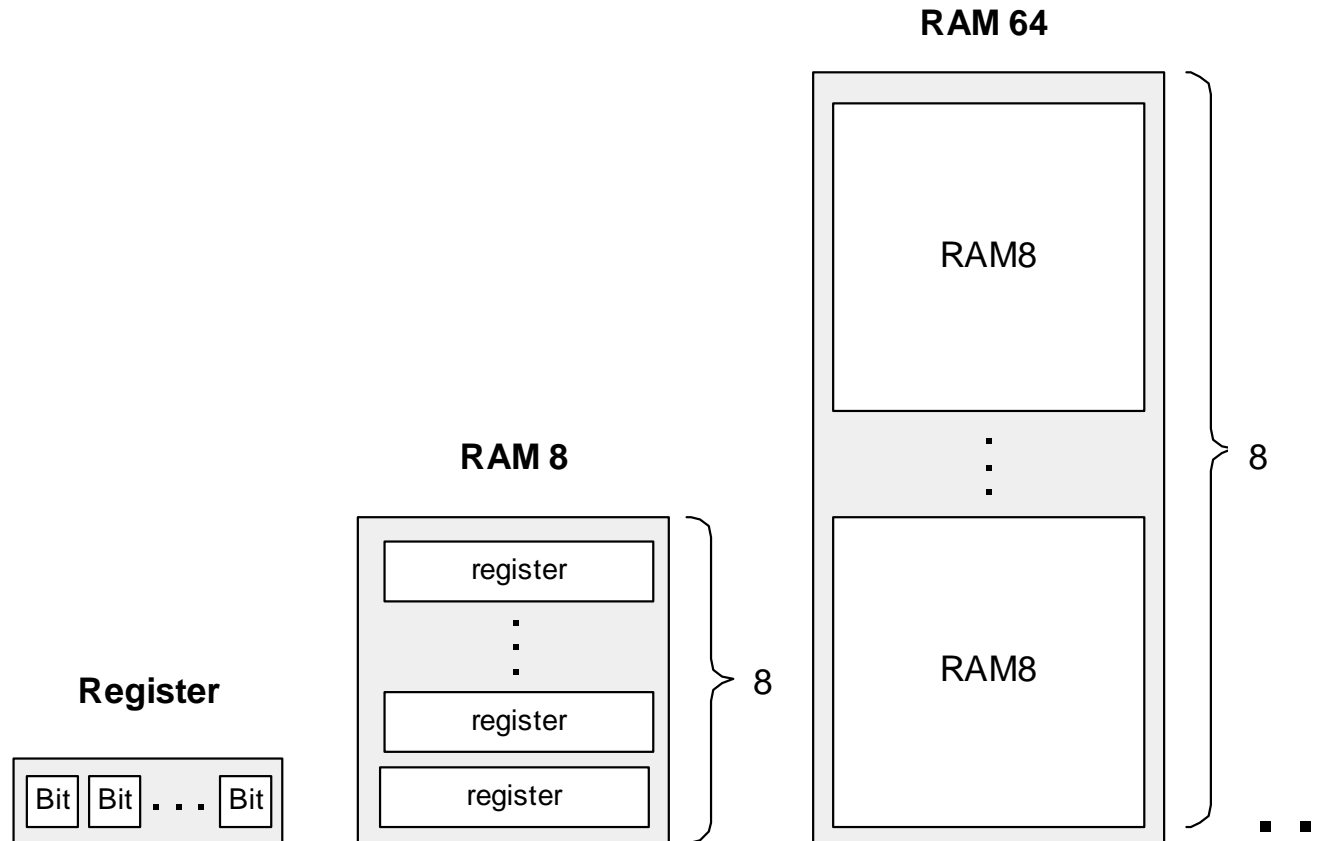 RAM 64
RAM8
RAM 8
8
register
RAM8
Register
8
register
Bit Bit . . . Bit
register